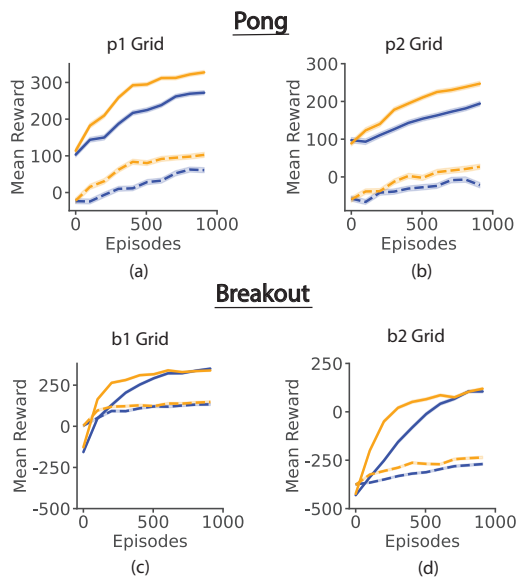 Pong
p1 Grid
300
200
100
0
Mean Reward
0 500 1000
Episodes
(a)
p2 Grid
300
200
100
0
Mean Reward
0 500 1000
Episodes
(b)
Breakout
b1 Grid
250
0
-250
-500
Mean Reward
0 500 1000
Episodes
(c)
b2 Grid
250
0
-250
-500
Mean Reward
0 500 1000
Episodes
(d)